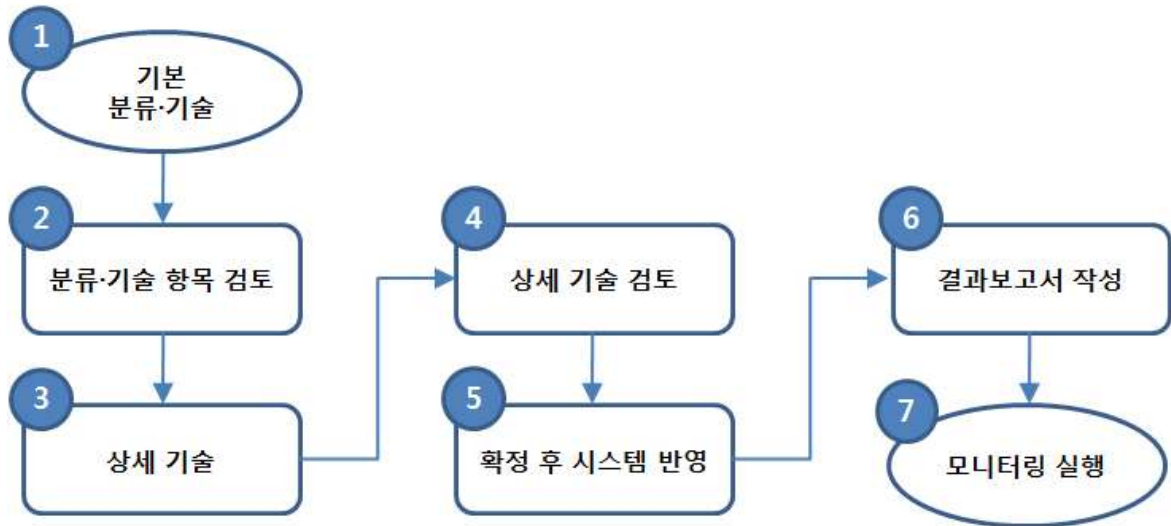 1
기본
분류·기술
2
분류·기술 항목 검토
3
상세 기술
4
상세 기술 검토
5
확정 후 시스템 반영
6
결과보고서 작성
7
모니터링 실행